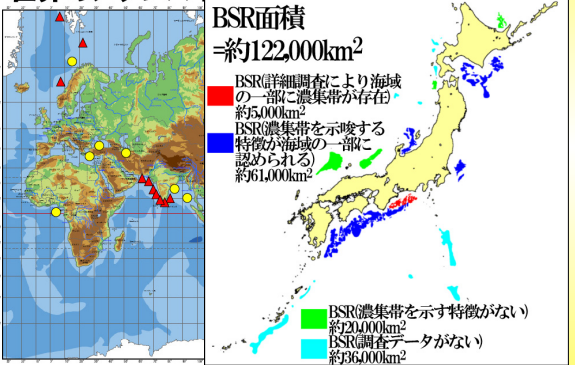 BSR面積
=約122,000km2
BSR(詳細調査により海域
の一部に濃集帯が存在)
約5,000km2
BSR(濃集帯を示唆する
特徴が海域の一部に
認められる)
約61,000km2
BSR(濃集帯を示す特徴がない)
約20,000km2
BSR(調査データがない)
約36,000km2